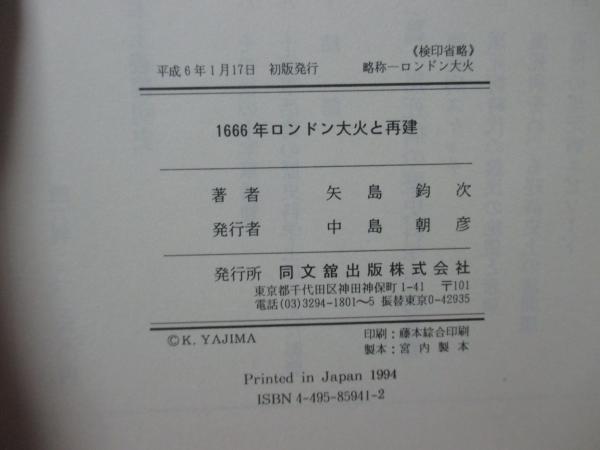 《検印省略》
平成6年1月17日 初版発行 略称―ロンドン大火
1666年ロンドン大火と再建
著者 矢島鈞次
発行者 中島朝彦
発行所 同文舘出版株式会社
東京都千代田区神田神保町1-41 〒101
電話(03)3294-1801〜5 振替東京0-42935
©K. YAJIMA 印刷:藤本綜合印刷
製本:宮内製本
Printed in Japan 1994
ISBN 4-495-85941-2